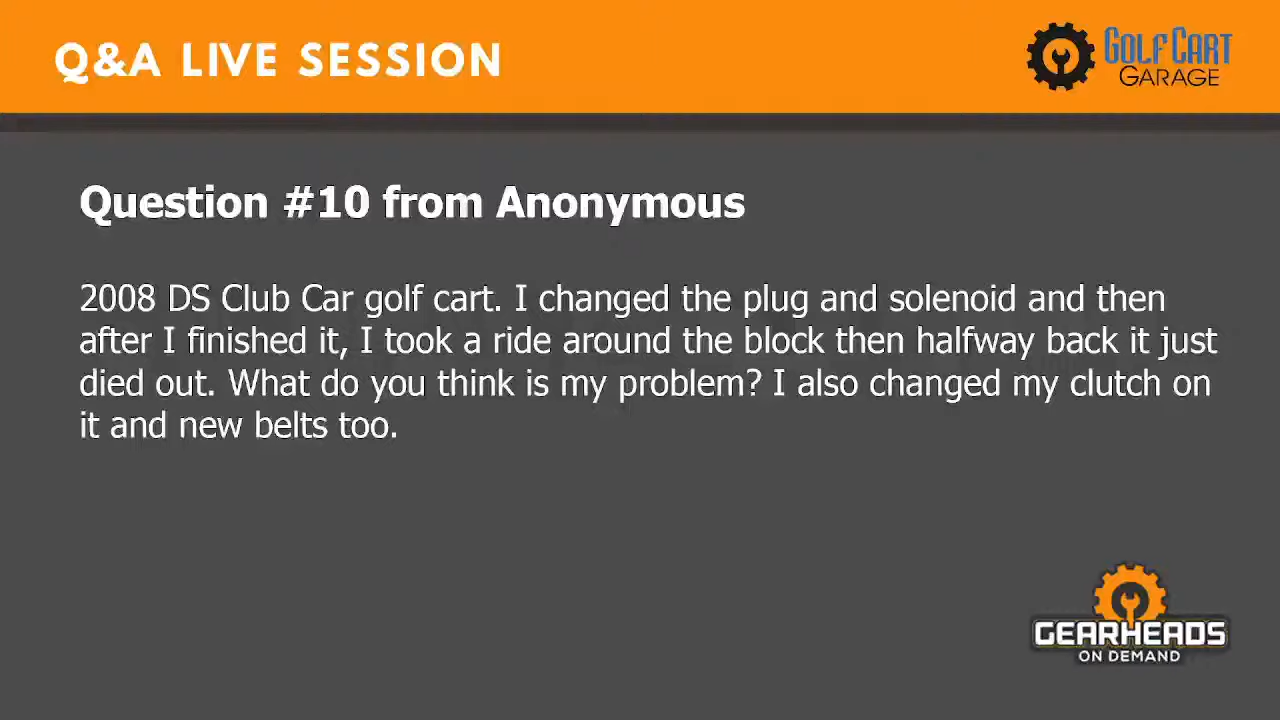 Q&A LIVE SESSION
GOLF CART
GARAGE
Question #10 from Anonymous
2008 DS Club Car golf cart. I changed the plug and solenoid and then
after I finished it, I took a ride around the block then halfway back it just
died out. What do you think is my problem? I also changed my clutch on
it and new belts too.
GEARHEADS
ON DEMAND